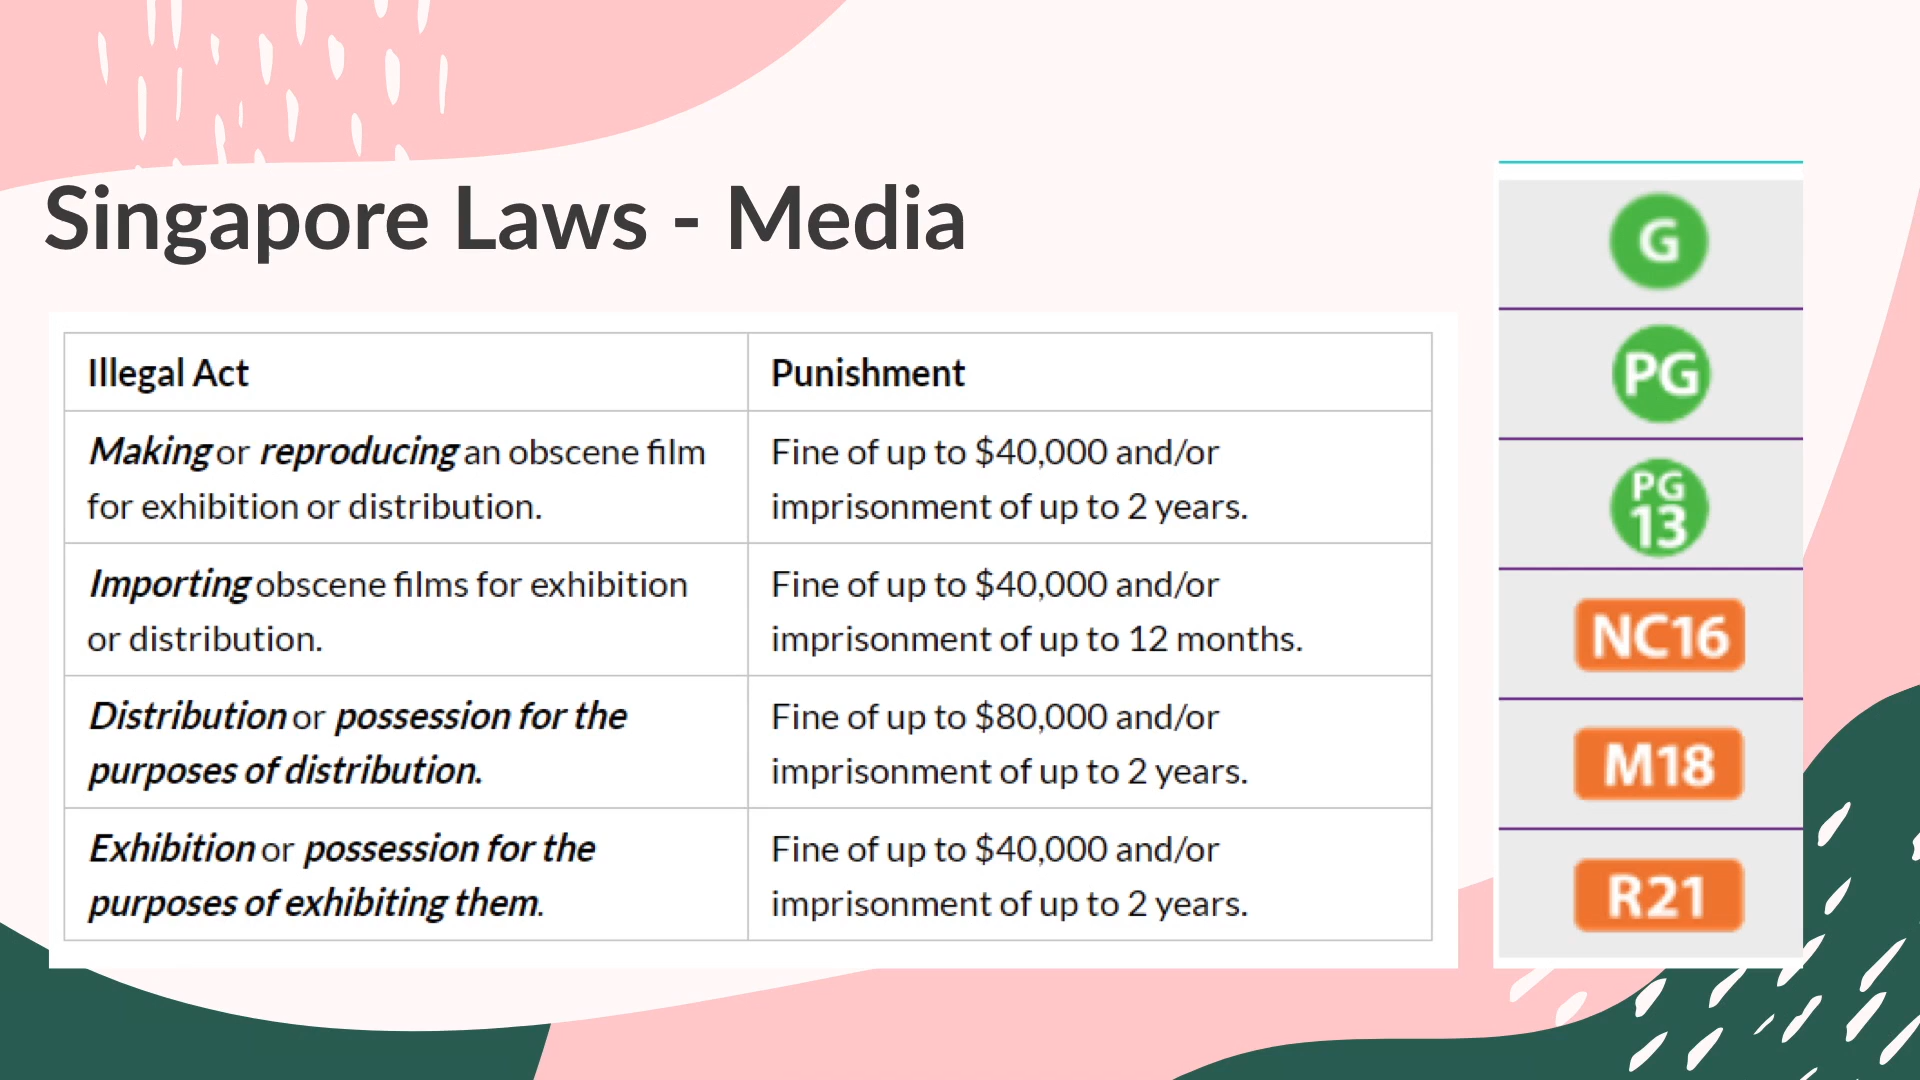 Singapore Laws - Media
Illegal Act
Punishment
Making or reproducing an obscene film
for exhibition or distribution.
Fine of up to $40,000 and/or
imprisonment of up to 2 years.
Importing obscene films for exhibition
or distribution.
Fine of up to $40,000 and/or
imprisonment of up to 12 months.
Distribution or possession for the
purposes of distribution.
Fine of up to $80,000 and/or
imprisonment of up to 2 years.
Exhibition or possession for the
purposes of exhibiting them.
Fine of up to $40,000 and/or
imprisonment of up to 2 years.
G
PG
PG
13
NC16
M18
R21